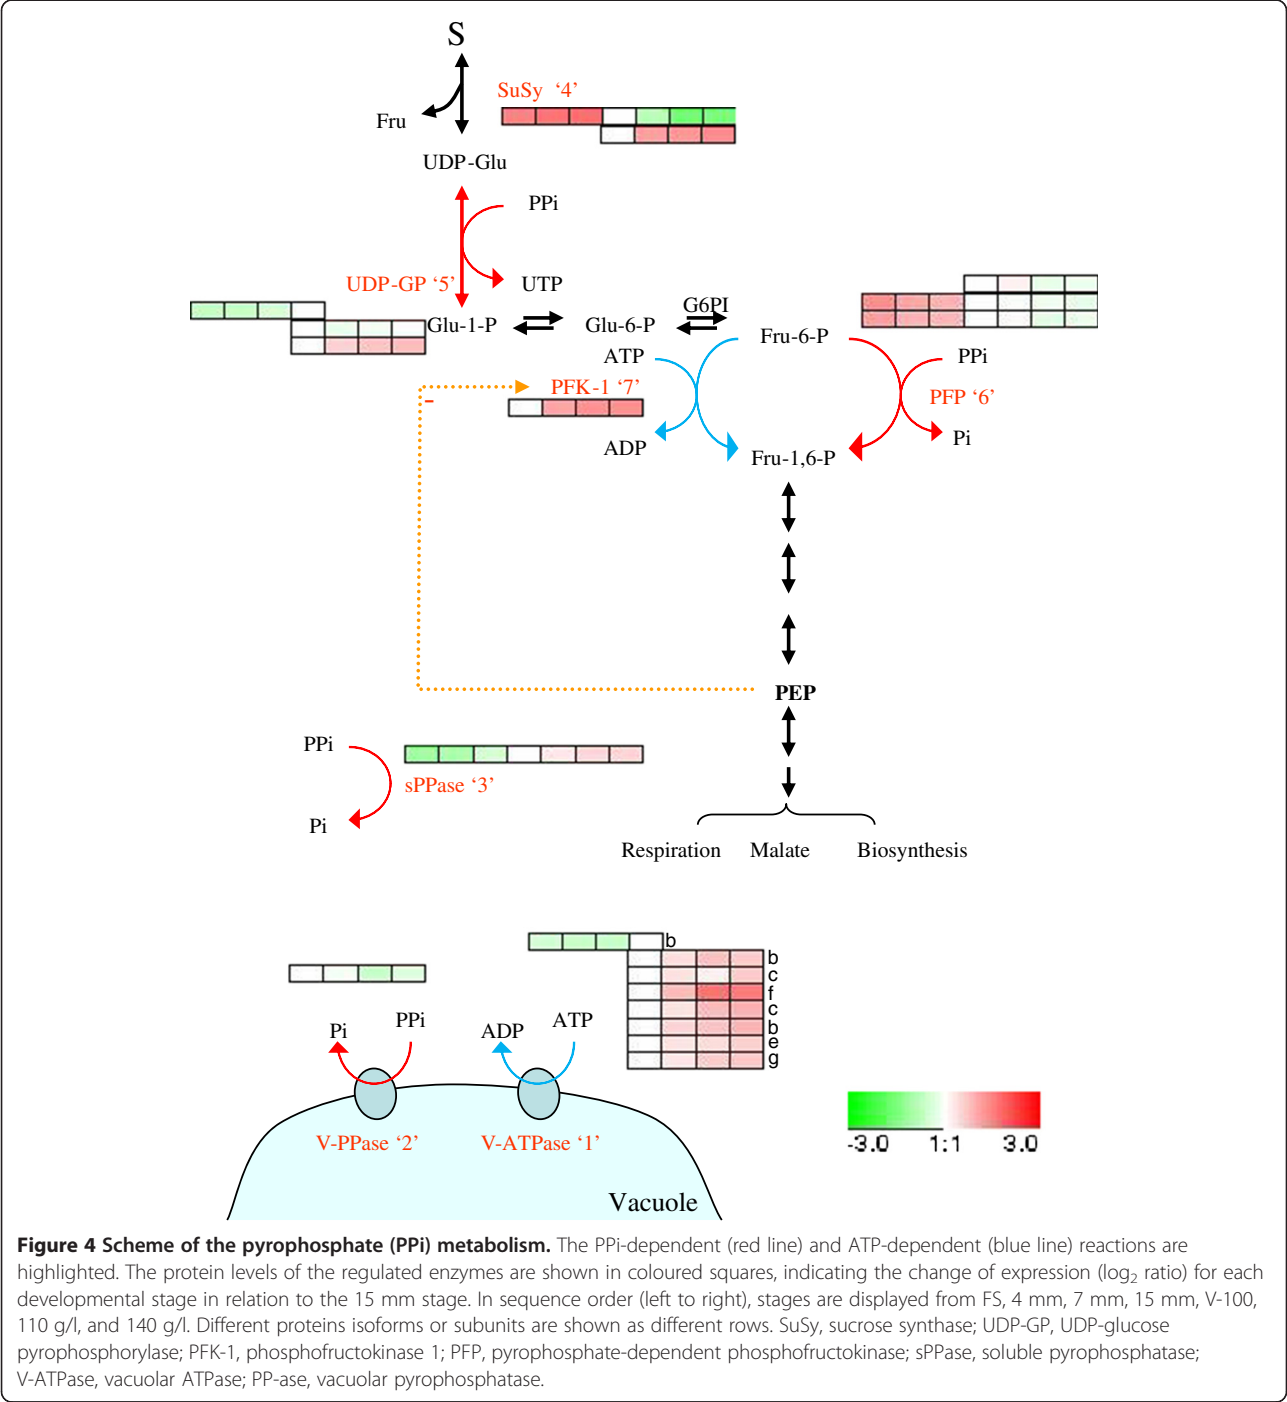 S
SuSy ‘4’
Fru
UDP-Glu
PPi
UDP-GP ‘5’
UTP
Glu-1-P
Glu-6-P
G6PI
Fru-6-P
ATP
PPi
PFK-1 ‘7’
PFP ‘6’
–
ADP
Pi
Fru-1,6-P
PEP
PPi
sPPase ‘3’
Pi
Respiration Malate Biosynthesis
b
b
c
f
c
b
e
g
Pi
PPi
ADP
ATP
V-PPase ‘2’
V-ATPase ‘1’
Vacuole
-3.0 1:1 3.0
Figure 4 Scheme of the pyrophosphate (PPi) metabolism. The PPi-dependent (red line) and ATP-dependent (blue line) reactions are
highlighted. The protein levels of the regulated enzymes are shown in coloured squares, indicating the change of expression (log₂ ratio) for each
developmental stage in relation to the 15 mm stage. In sequence order (left to right), stages are displayed from FS, 4 mm, 7 mm, 15 mm, V-100,
110 g/l, and 140 g/l. Different proteins isoforms or subunits are shown as different rows. SuSy, sucrose synthase; UDP-GP, UDP-glucose
pyrophosphorylase; PFK-1, phosphofructokinase 1; PFP, pyrophosphate-dependent phosphofructokinase; sPPase, soluble pyrophosphatase;
V-ATPase, vacuolar ATPase; PP-ase, vacuolar pyrophosphatase.